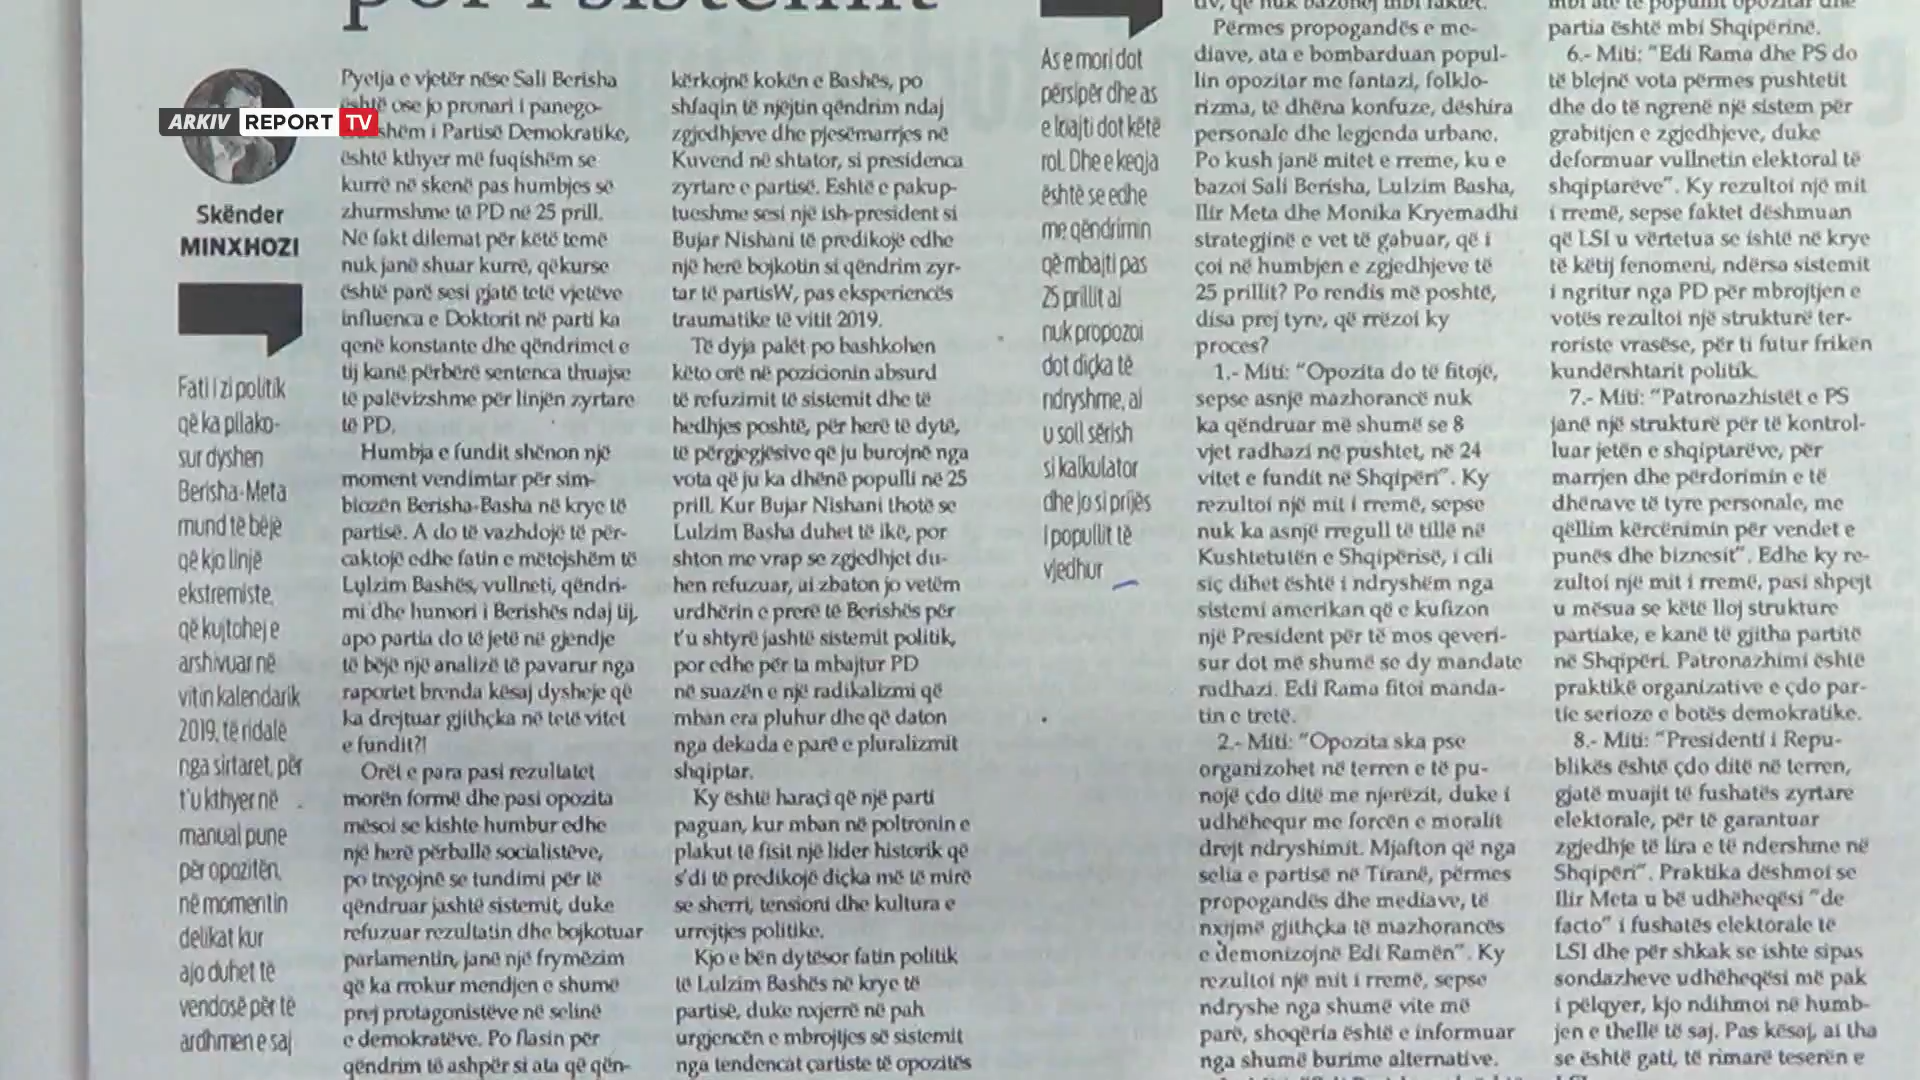 ARKIV REPORT TV
Skënder
MINXHOZI
Fati i zi politik
që ka pllako-
sur dyshen
Berisha-Meta
mund të bëjë
që kjo linjë
ekstremiste,
që kujtohej e
arshivuar në
vitin kalendarik
2019, të ridalë
nga sirtaret, për
t'u kthyer në
manual pune
për opozitën,
në momentin
delikat kur
ajo duhet të
vendosë për të
ardhmen e saj
Pyetja e vjetër nëse Sali Berisha
është ose jo pronari i panego-
shëm i Partisë Demokratike,
është kthyer më fuqishëm se
kurrë në skenë pas humbjes së
zhurmshme të PD në 25 prill.
Në fakt dilemat për këtë temë
nuk janë shuar kurrë, qëkurse
është parë sesi gjatë tetë vjetëve
influenca e Doktorit në parti ka
qenë konstante dhe qëndrimet e
tij kanë përbërë sentenca thuajse
të palëvizshme për linjën zyrtare
të PD.
Humbja e fundit shënon një
moment vendimtar për sim-
biozën Berisha-Basha në krye të
partisë. A do të vazhdojë të për-
caktojë edhe fatin e mëtejshëm të
Lylzim Bashës, vullneti, qëndri-
mi dhe humori i Berishës ndaj tij,
apo partia do të jetë në gjendje
të bëjë një analizë të pavarur nga
raportet brenda kësaj dysheje që
ka drejtuar gjithçka në tetë vitet
e fundit?!
Orët e para pasi rezultatet
morën formë dhe pasi opozita
mësoi se kishte humbur edhe
një herë përballë socialistëve,
po tregojnë se tundimi për të
qëndruar jashtë sistemit, duke
refuzuar rezultatin dhe bojkotuar
parlamentin, janë një frymëzim
që ka rrokur mendjen e shumë
prej protagonistëve në selinë
e demokratëve. Po flasin për
qëndrim të ashpër si ata që qën-
kërkojnë kokën e Bashës, po
shfaqin të njëjtin qëndrim ndaj
zgjedhjeve dhe pjesëmarrjes në
Kuvend në shtator, si presidenca
zyrtare e partisë. Eshtë e pakup-
tueshme sesi një ish-president si
Bujar Nishani të predikojë edhe
një herë bojkotin si qëndrim zyr-
tar të partisW, pas eksperiencës
traumatike të vitit 2019.
Të dyja palët po bashkohen
këto orë në pozicionin absurd
të refuzimit të sistemit dhe të
hedhjes poshtë, për herë të dytë,
të përgjegjësive që ju burojnë nga
vota që ju ka dhënë populli në 25
prill. Kur Bujar Nishani thotë se
Lulzim Basha duhet të ikë, por
shton me vrap se zgjedhjet du-
hen refuzuar, ai zbaton jo vetëm
urdhërin e prerë të Berishës për
t'u shtyrë jashtë sistemit politik,
por edhe për ta mbajtur PD
në suazën e një radikalizmi që
mban era pluhur dhe që daton
nga dekada e parë e pluralizmit
shqiptar.
Ky është haraçi që një parti
paguan, kur mban në poltronin e
plakut të fisit një lider historik që
s'di të predikojë diçka më të mirë
se sherri, tensioni dhe kultura e
urrejtjes politike.
Kjo e bën dytësor fatin politik
të Lulzim Bashës në krye të
partisë, duke nxjerrë në pah
urgjencën e mbrojtjes së sistemit
nga tendencat çartiste të opozitës
As e mori dot
përsipër dhe as
e loajti dot këtë
rol. Dhe e keqja
është se edhe
me qëndrimin
që mbajti pas
25 prillit ai
nuk propozoi
dot diçka të
ndryshme, ai
u soll sërish
si kalkulator
dhe jo si prijës
i popullit të
vjedhur
Përmes propogandës e me-
diave, ata e bombarduan popul-
lin opozitar me fantazi, folklo-
rizma, të dhëna konfuze, dëshira
personale dhe legjenda urbane.
Po kush janë mitet e rreme, ku e
bazoi Sali Berisha, Lulzim Basha,
Ilir Meta dhe Monika Kryemadhi
strategjinë e vet të gabuar, që i
çoi në humbjen e zgjedhjeve të
25 prillit? Po rendis më poshtë,
disa prej tyre, që rrëzoi ky
proces?
1.- Miti: "Opozita do të fitojë,
sepse asnjë mazhorancë nuk
ka qëndruar më shumë se 8
vjet radhazi në pushtet, në 24
vitet e fundit në Shqipëri". Ky
rezultoi një mit i rremë, sepse
nuk ka asnjë rregull të tillë në
Kushtetutën e Shqipërisë, i cili
siç dihet është i ndryshëm nga
sistemi amerikan që e kufizon
një President për të mos qeveri-
sur dot më shumë se dy mandate
radhazi. Edi Rama fitoi manda-
tin e tretë.
2.- Miti: "Opozita ska pse
organizohet në terren e të pu-
nojë çdo ditë me njerëzit, duke i
udhëhequr me forcën e moralit
drejt ndryshimit. Mjafton që nga
selia e partisë në Tiranë, përmes
propogandës dhe mediave, të
nxijmë gjithçka të mazhorancës
e demonizojnë Edi Ramën". Ky
rezultoi një mit i rremë, sepse
ndryshe nga shumë vite më
parë, shoqëria është e informuar
nga shumë burime alternative.
partia është mbi Shqipërinë.
6.- Miti: "Edi Rama dhe PS do
të blejnë vota përmes pushtetit
dhe do të ngrenë një sistem për
grabitjen e zgjedhjeve, duke
deformuar vullnetin elektoral të
shqiptarëve". Ky rezultoi një mit
i rremë, sepse faktet dëshmuan
që LSI u vërtetua se ishtë në krye
të këtij fenomeni, ndërsa sistemit
i ngritur nga PD për mbrojtjen e
votës rezultoi një strukturë ter-
roriste vrasëse, për ti futur frikën
kundërshtarit politik.
7.- Miti: "Patronazhistët e PS
janë një strukturë për të kontrol-
luar jetën e shqiptarëve, për
marrjen dhe përdorimin e të
dhënave të tyre personale, me
qëllim kërcënimin për vendet e
punës dhe biznesit". Edhe ky re-
zultoi një mit i rremë, pasi shpejt
u mësua se këtë lloj strukture
partiake, e kanë të gjitha partitë
në Shqipëri. Patronazhimi është
praktikë organizative e çdo par-
tie serioze e botës demokratike.
8.- Miti: "Presidenti i Repu-
blikës është çdo ditë në terren,
gjatë muajit të fushatës zyrtare
elektorale, për të garantuar
zgjedhje të lira e të ndershme në
Shqipëri". Praktika dëshmoi se
Ilir Meta u bë udhëheqësi "de
facto" i fushatës elektorale të
LSI dhe për shkak se ishte sipas
sondazheve udhëheqësi më pak
i pëlqyer, kjo ndihmoi në humb-
jen e thellë të saj. Pas kësaj, ai tha
se është gati, të rimarë teserën e